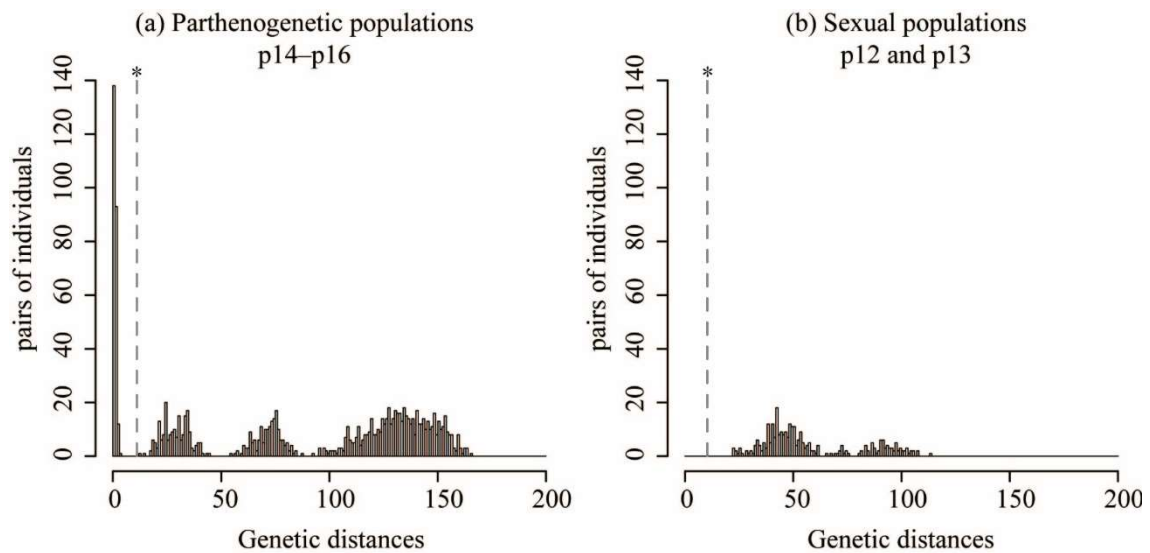 (a) Parthenogenetic populations
p14–p16
*
140
120
100
80
60
40
20
0
pairs of individuals
0 50 100 150 200
Genetic distances
(b) Sexual populations
p12 and p13
*
140
120
100
80
60
40
20
0
pairs of individuals
0 50 100 150 200
Genetic distances